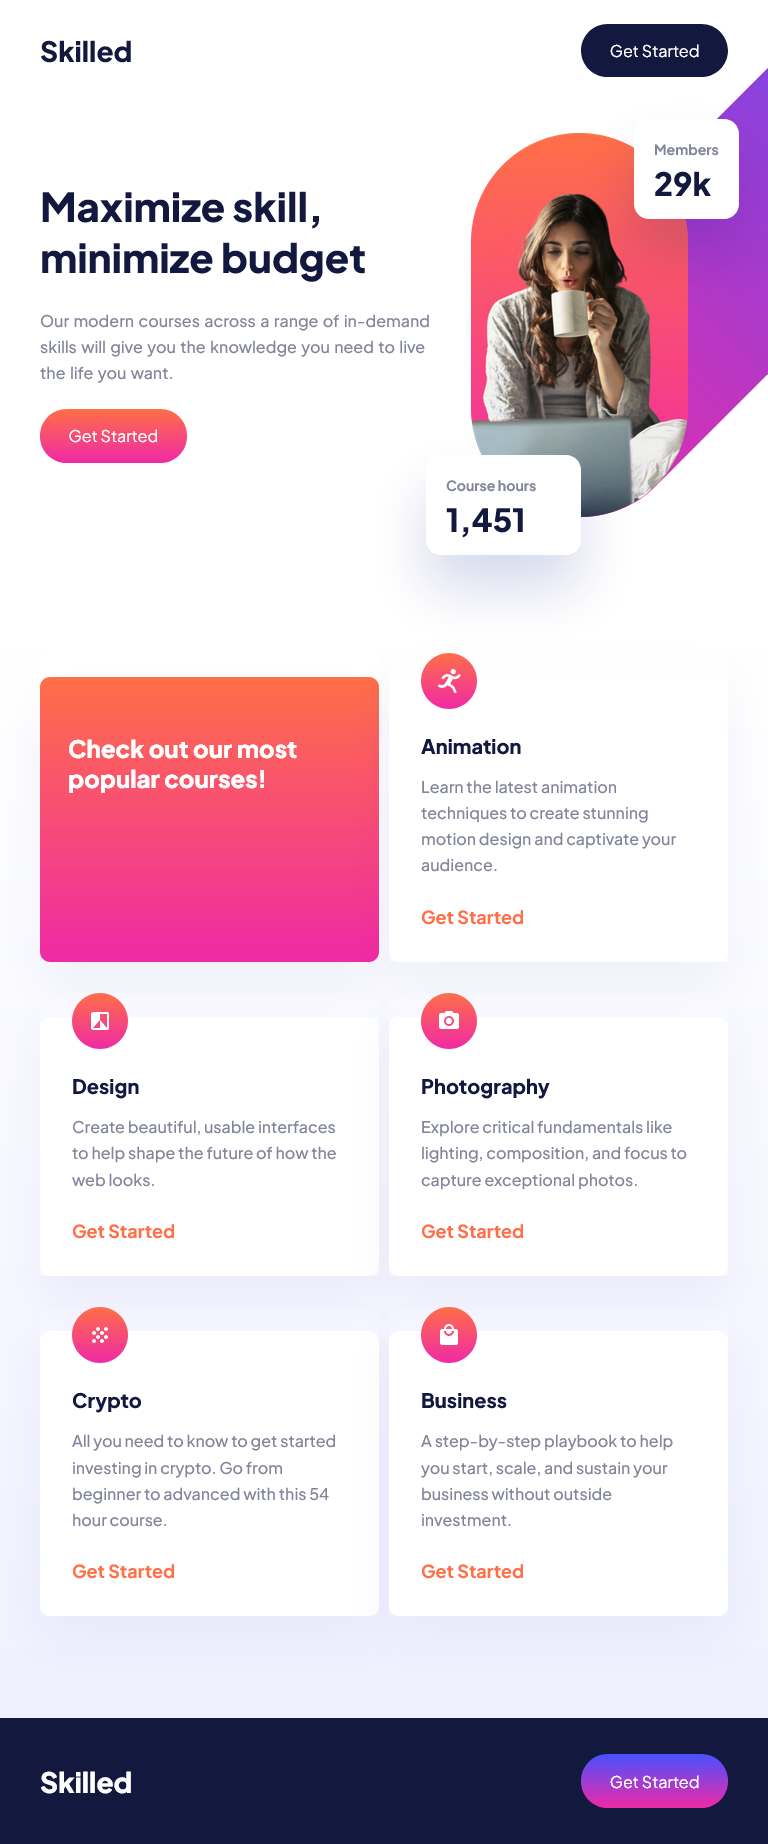 Skilled
Get Started
Members
29k
Maximize skill,
minimize budget
Our modern courses across a range of in-demand
skills will give you the knowledge you need to live
the life you want.
Get Started
Course hours
1,451
Check out our most
popular courses!
Animation
Learn the latest animation
techniques to create stunning
motion design and captivate your
audience.
Get Started
Design
Create beautiful, usable interfaces
to help shape the future of how the
web looks.
Get Started
Photography
Explore critical fundamentals like
lighting, composition, and focus to
capture exceptional photos.
Get Started
Crypto
All you need to know to get started
investing in crypto. Go from
beginner to advanced with this 54
hour course.
Get Started
Business
A step-by-step playbook to help
you start, scale, and sustain your
business without outside
investment.
Get Started
Skilled
Get Started